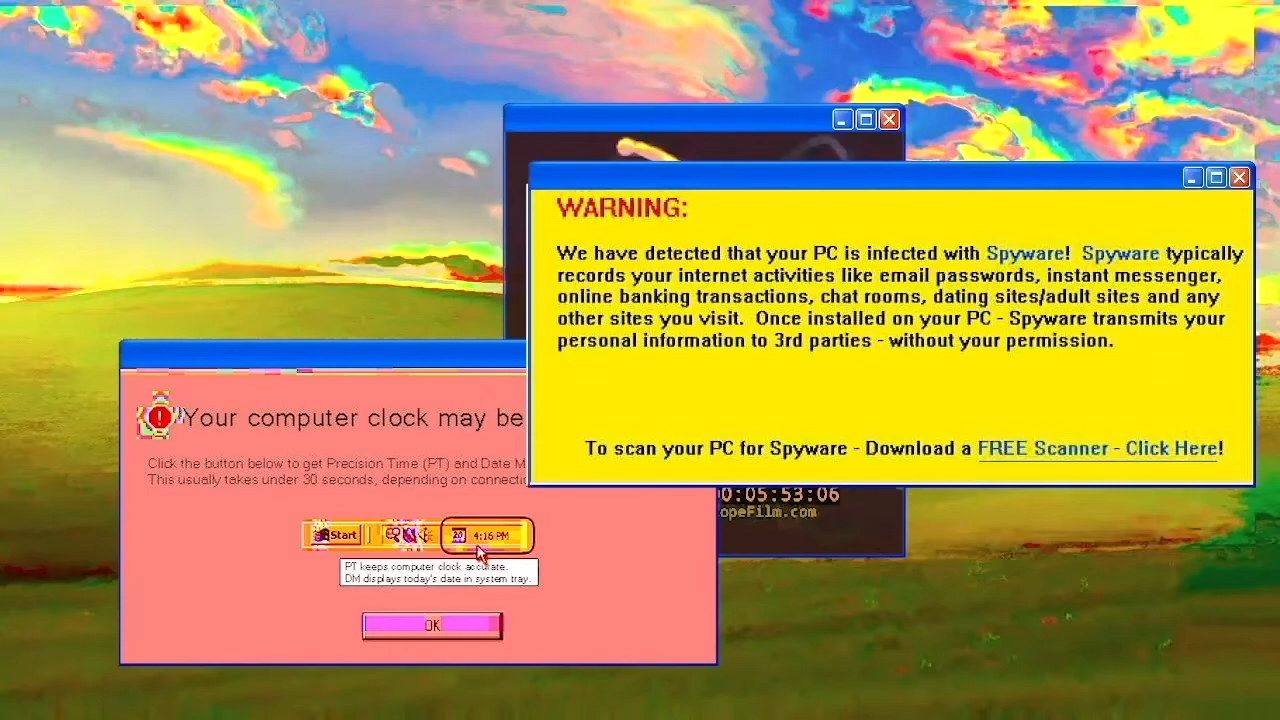 WARNING:
We have detected that your PC is infected with Spyware! Spyware typically
records your internet activities like email passwords, instant messenger,
online banking transactions, chat rooms, dating sites/adult sites and any
other sites you visit. Once installed on your PC - Spyware transmits your
personal information to 3rd parties - without your permission.
To scan your PC for Spyware - Download a FREE Scanner - Click Here!
Your computer clock may be
Click the button below to get Precision Time (PT) and Date M
This usually takes under 30 seconds, depending on connectio
Start
20
4:16 PM
PT keeps computer clock accurate.
DM displays today's date in system tray.
OK
0:05:53:06
opeFilm.com